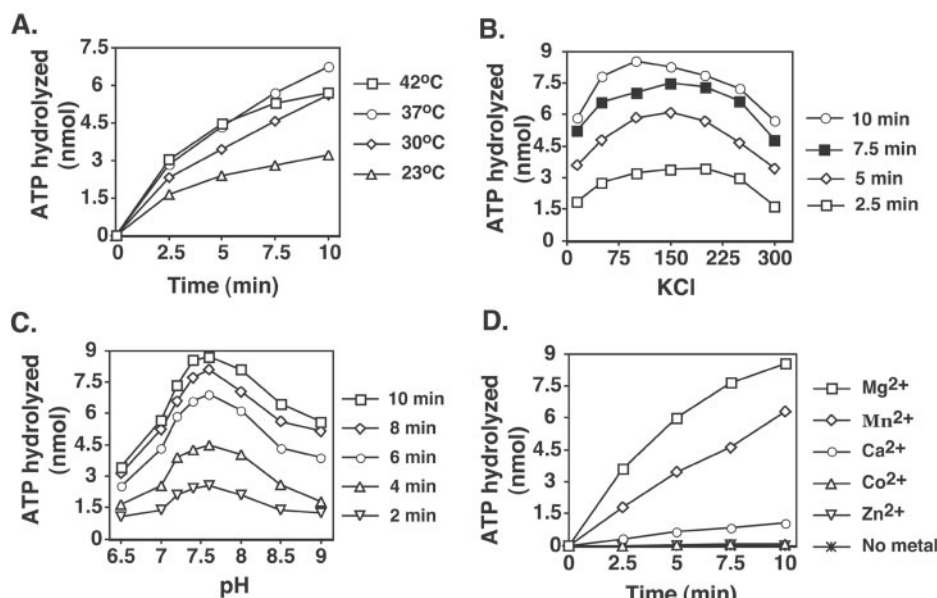 A.
ATP hydrolyzed
(nmol)
7.5
6
4.5
3
1.5
0
0 2.5 5 7.5 10
Time (min)
42ºC
37ºC
30ºC
23ºC
B.
ATP hydrolyzed
(nmol)
9
7.5
6
4.5
3
1.5
0
0 75 150 225 300
KCl
10 min
7.5 min
5 min
2.5 min
C.
ATP hydrolyzed
(nmol)
9
7.5
6
4.5
3
1.5
0
6.5 7 7.5 8 8.5 9
pH
10 min
8 min
6 min
4 min
2 min
D.
ATP hydrolyzed
(nmol)
9
7.5
6
4.5
3
1.5
0
0 2.5 5 7.5 10
Time (min)
Mg2+
Mn2+
Ca2+
Co2+
Zn2+
No metal